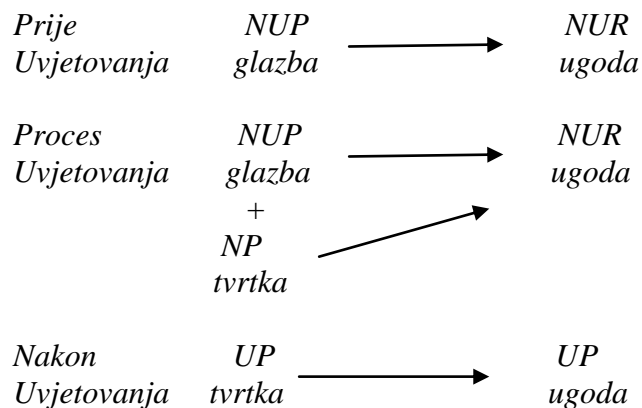 Prije NUP NUR
Uvjetovanja glazba ugoda
Proces NUP NUR
Uvjetovanja glazba ugoda
+
NP
tvrtka
Nakon UP UP
Uvjetovanja tvrtka ugoda